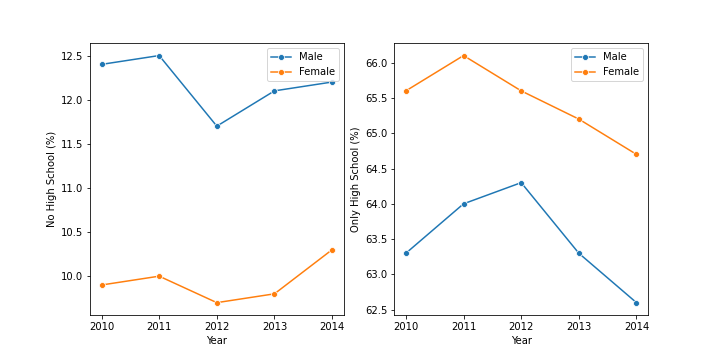 No High School (%)
12.5
12.0
11.5
11.0
10.5
10.0
Male
Female
2010 2011 2012 2013 2014
Year
Only High School (%)
66.0
65.5
65.0
64.5
64.0
63.5
63.0
62.5
Male
Female
2010 2011 2012 2013 2014
Year